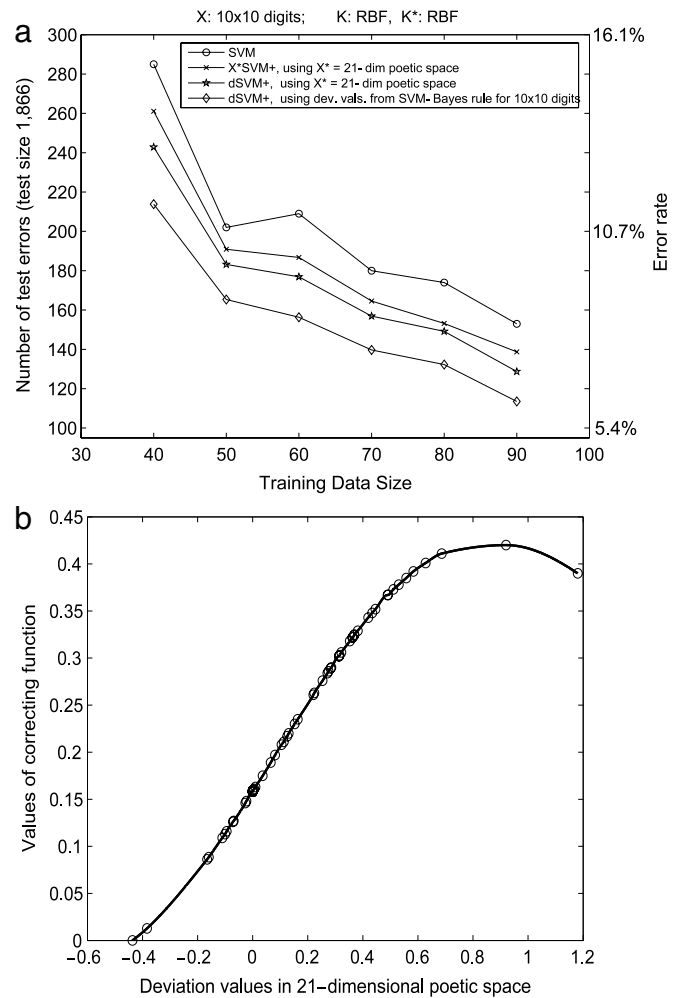 X: 10x10 digits; K: RBF, K*: RBF
a
300
280
260
240
220
200
180
160
140
120
100
16.1%
10.7%
5.4%
Number of test errors (test size 1,866)
Error rate
SVM
X*SVM+, using X* = 21- dim poetic space
dSVM+, using X* = 21- dim poetic space
dSVM+, using dev. vals. from SVM- Bayes rule for 10x10 digits
30 40 50 60 70 80 90 100
Training Data Size
b
0.45
0.4
0.35
0.3
0.25
0.2
0.15
0.1
0.05
0
Values of correcting function
−0.6 −0.4 −0.2 0 0.2 0.4 0.6 0.8 1 1.2
Deviation values in 21−dimensional poetic space